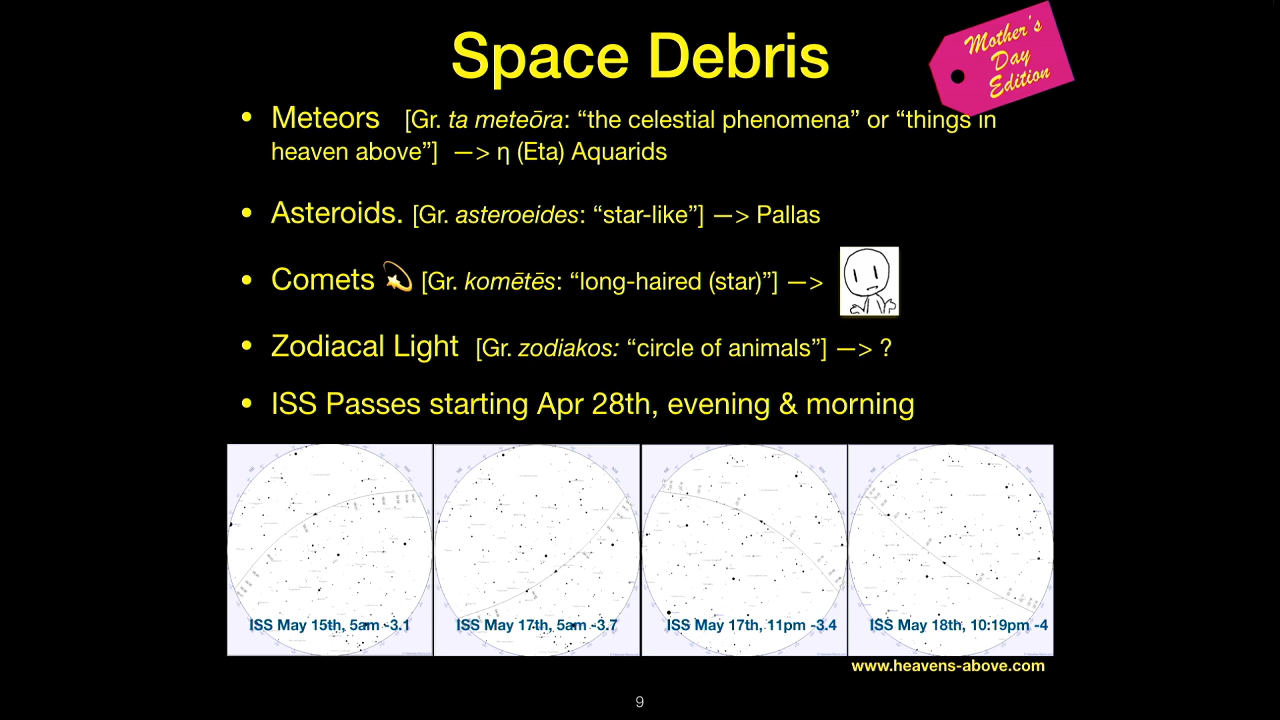 Space Debris
Mother's
Day
Edition
• Meteors [Gr. ta meteōra: “the celestial phenomena” or “things in
heaven above”] —> η (Eta) Aquarids
• Asteroids. [Gr. asteroeides: “star-like”] —> Pallas
• Comets 💫 [Gr. komētēs: “long-haired (star)”] —>
• Zodiacal Light [Gr. zodiakos: “circle of animals”] —> ?
• ISS Passes starting Apr 28th, evening & morning
ISS May 15th, 5am -3.1
ISS May 17th, 5am -3.7
ISS May 17th, 11pm -3.4
ISS May 18th, 10:19pm -4
www.heavens-above.com
9